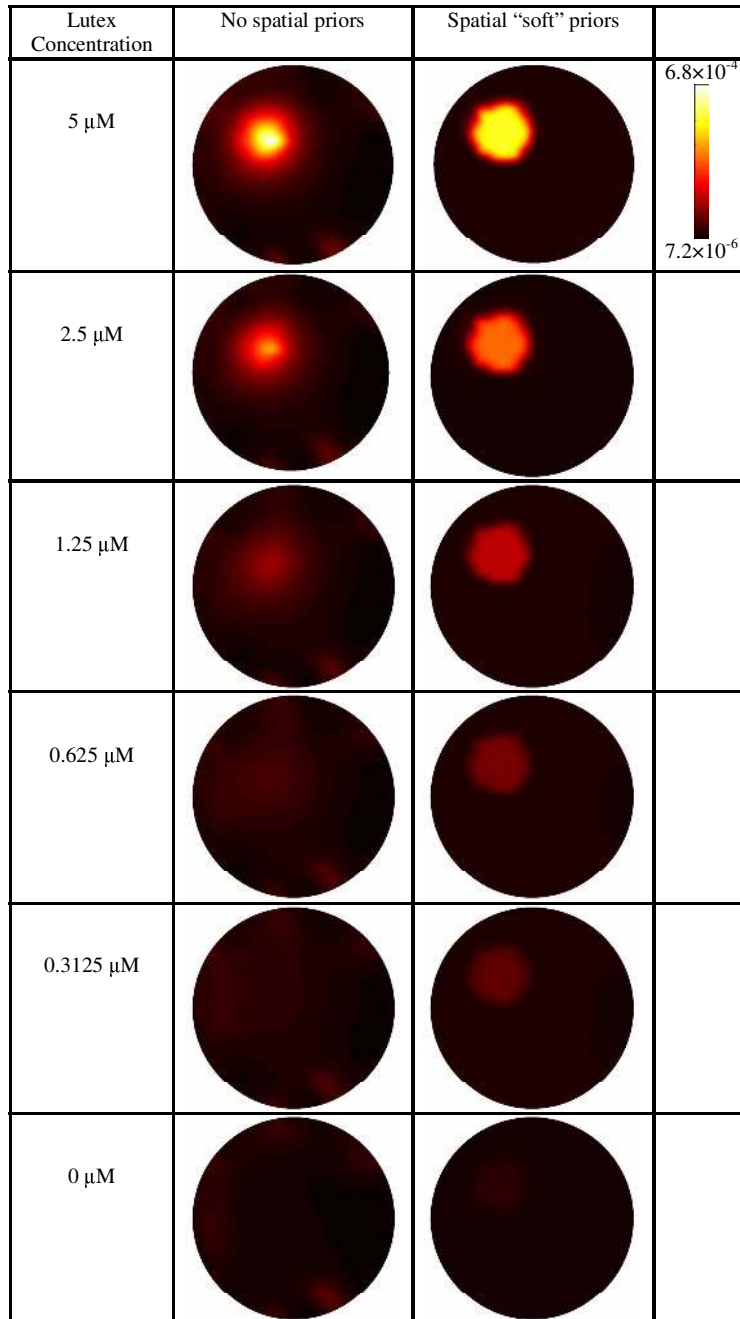 Lutex
Concentration
No spatial priors
Spatial “soft” priors
5 µM
6.8×10⁻⁴
7.2×10⁻⁶
2.5 µM
1.25 µM
0.625 µM
0.3125 µM
0 µM